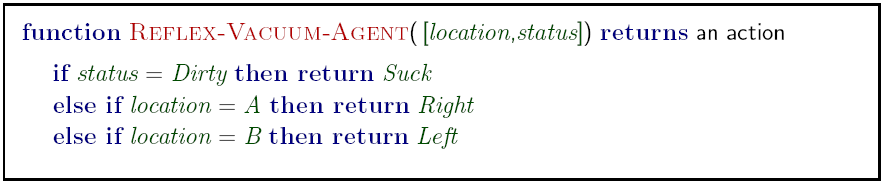 function REFLEX-VACUUM-AGENT( [location,status]) returns an action
if status = Dirty then return Suck
else if location = A then return Right
else if location = B then return Left